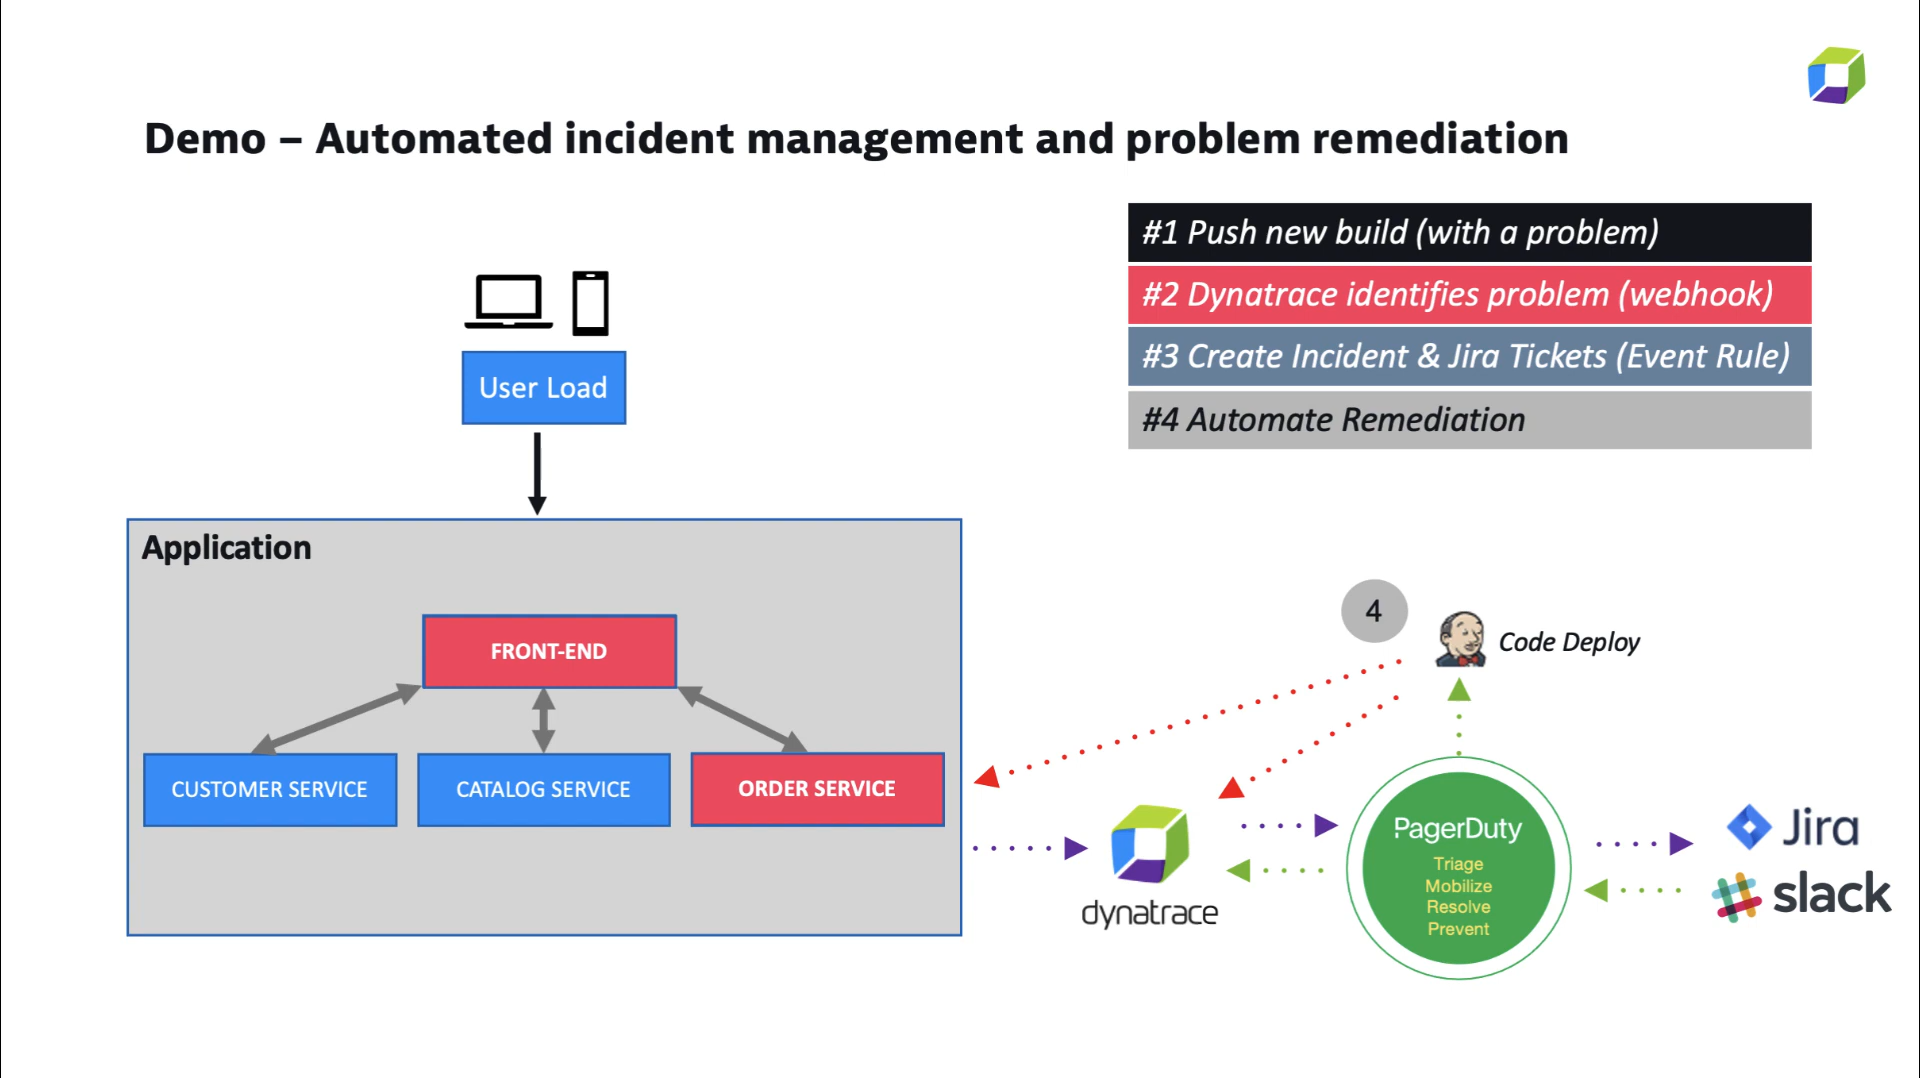 Demo – Automated incident management and problem remediation
#1 Push new build (with a problem)
#2 Dynatrace identifies problem (webhook)
#3 Create Incident & Jira Tickets (Event Rule)
#4 Automate Remediation
User Load
Application
FRONT-END
CUSTOMER SERVICE
CATALOG SERVICE
ORDER SERVICE
4
Code Deploy
dynatrace
PagerDuty
Triage
Mobilize
Resolve
Prevent
Jira
slack